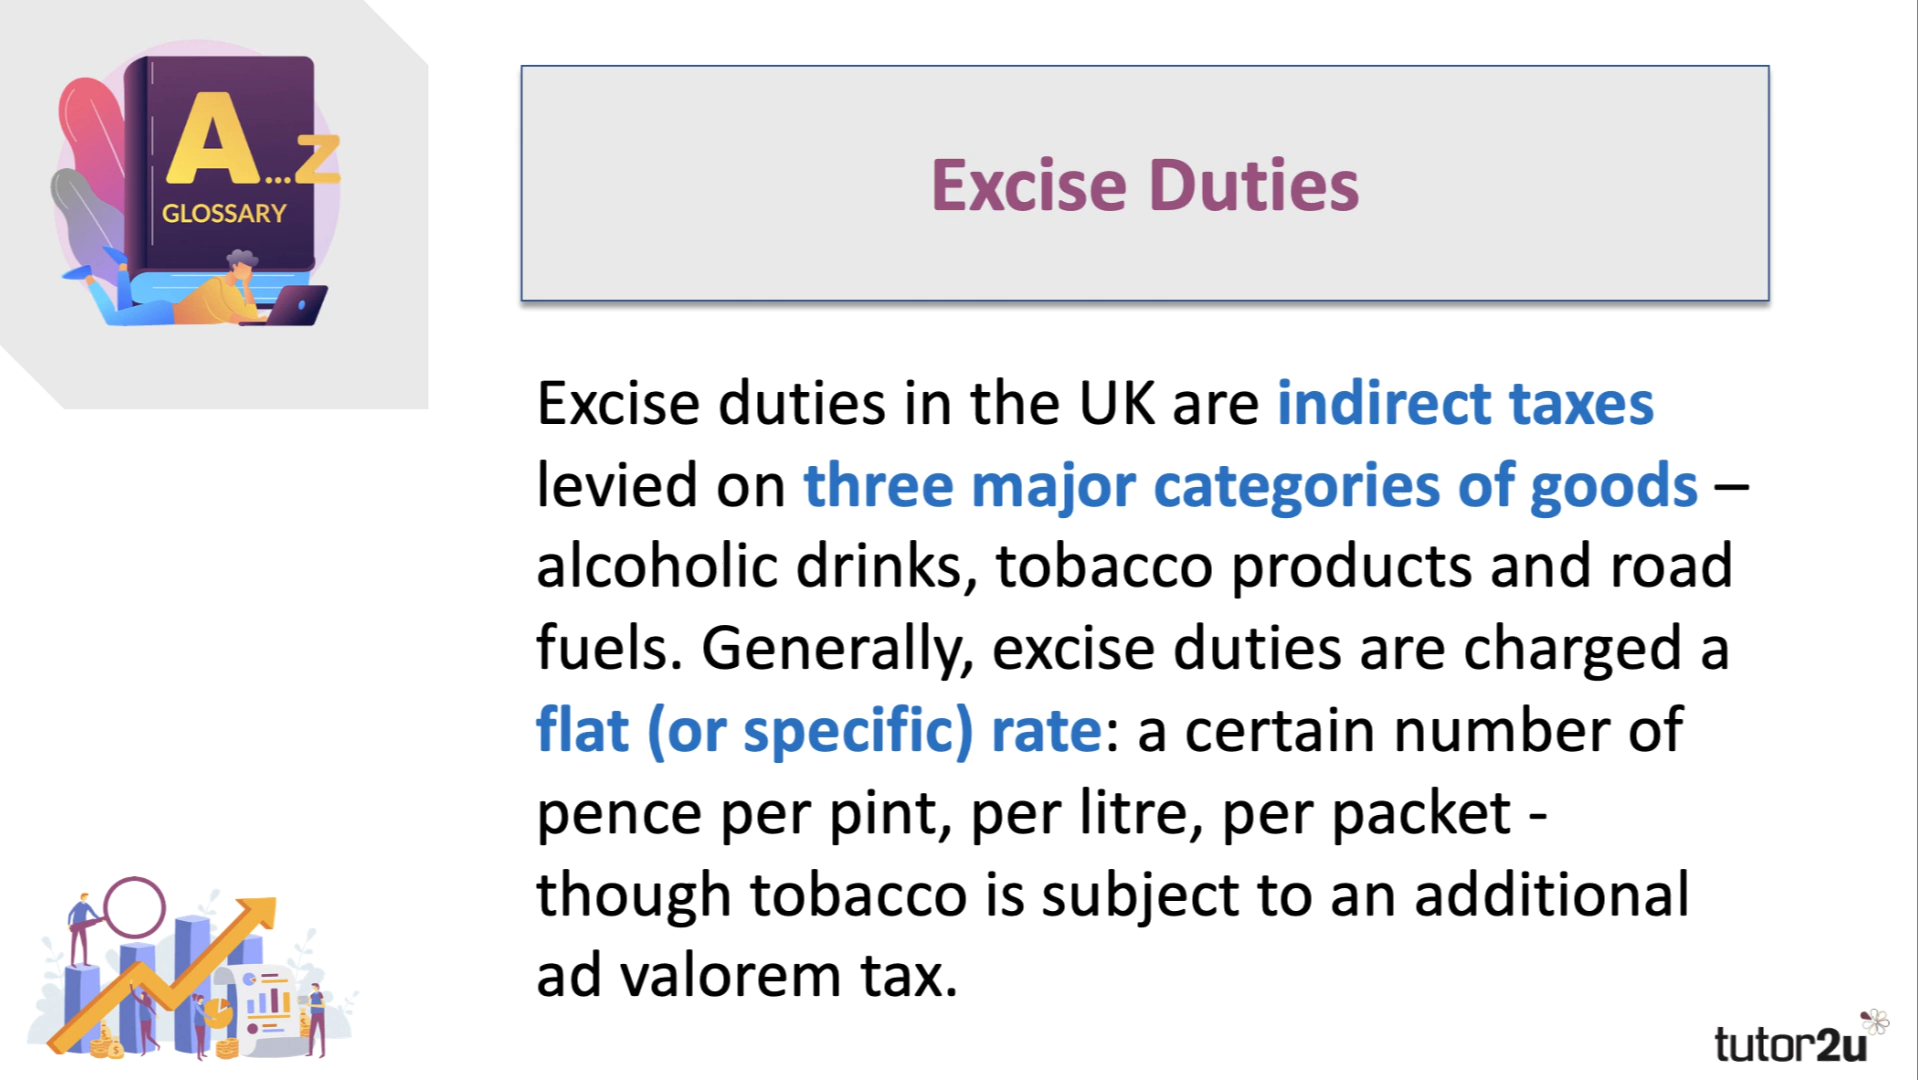 A...Z
GLOSSARY
Excise Duties
Excise duties in the UK are indirect taxes
levied on three major categories of goods –
alcoholic drinks, tobacco products and road
fuels. Generally, excise duties are charged a
flat (or specific) rate: a certain number of
pence per pint, per litre, per packet -
though tobacco is subject to an additional
ad valorem tax.
tutor2u